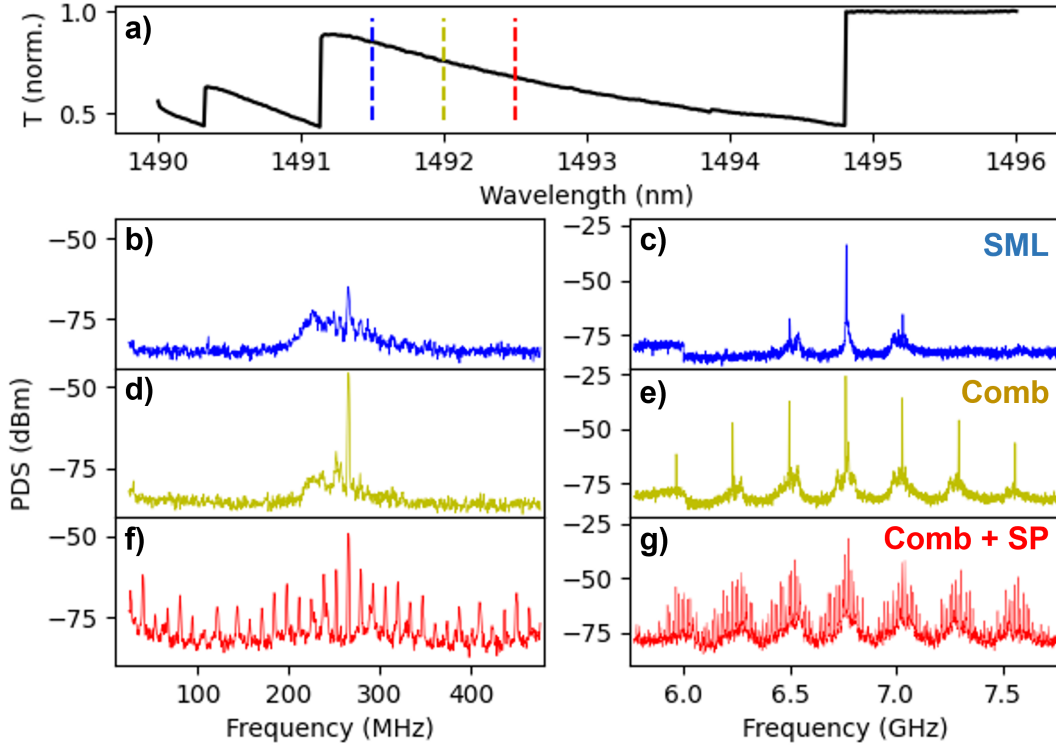 a)
T (norm.)
1.0
0.5
1490 1491 1492 1493 1494 1495 1496
Wavelength (nm)
b)
−50
−75
c)
SML
−25
−50
−75
PDS (dBm)
d)
−50
−75
e)
Comb
−25
−50
−75
f)
−50
−75
g)
Comb + SP
−25
−50
−75
100 200 300 400
Frequency (MHz)
6.0 6.5 7.0 7.5
Frequency (GHz)